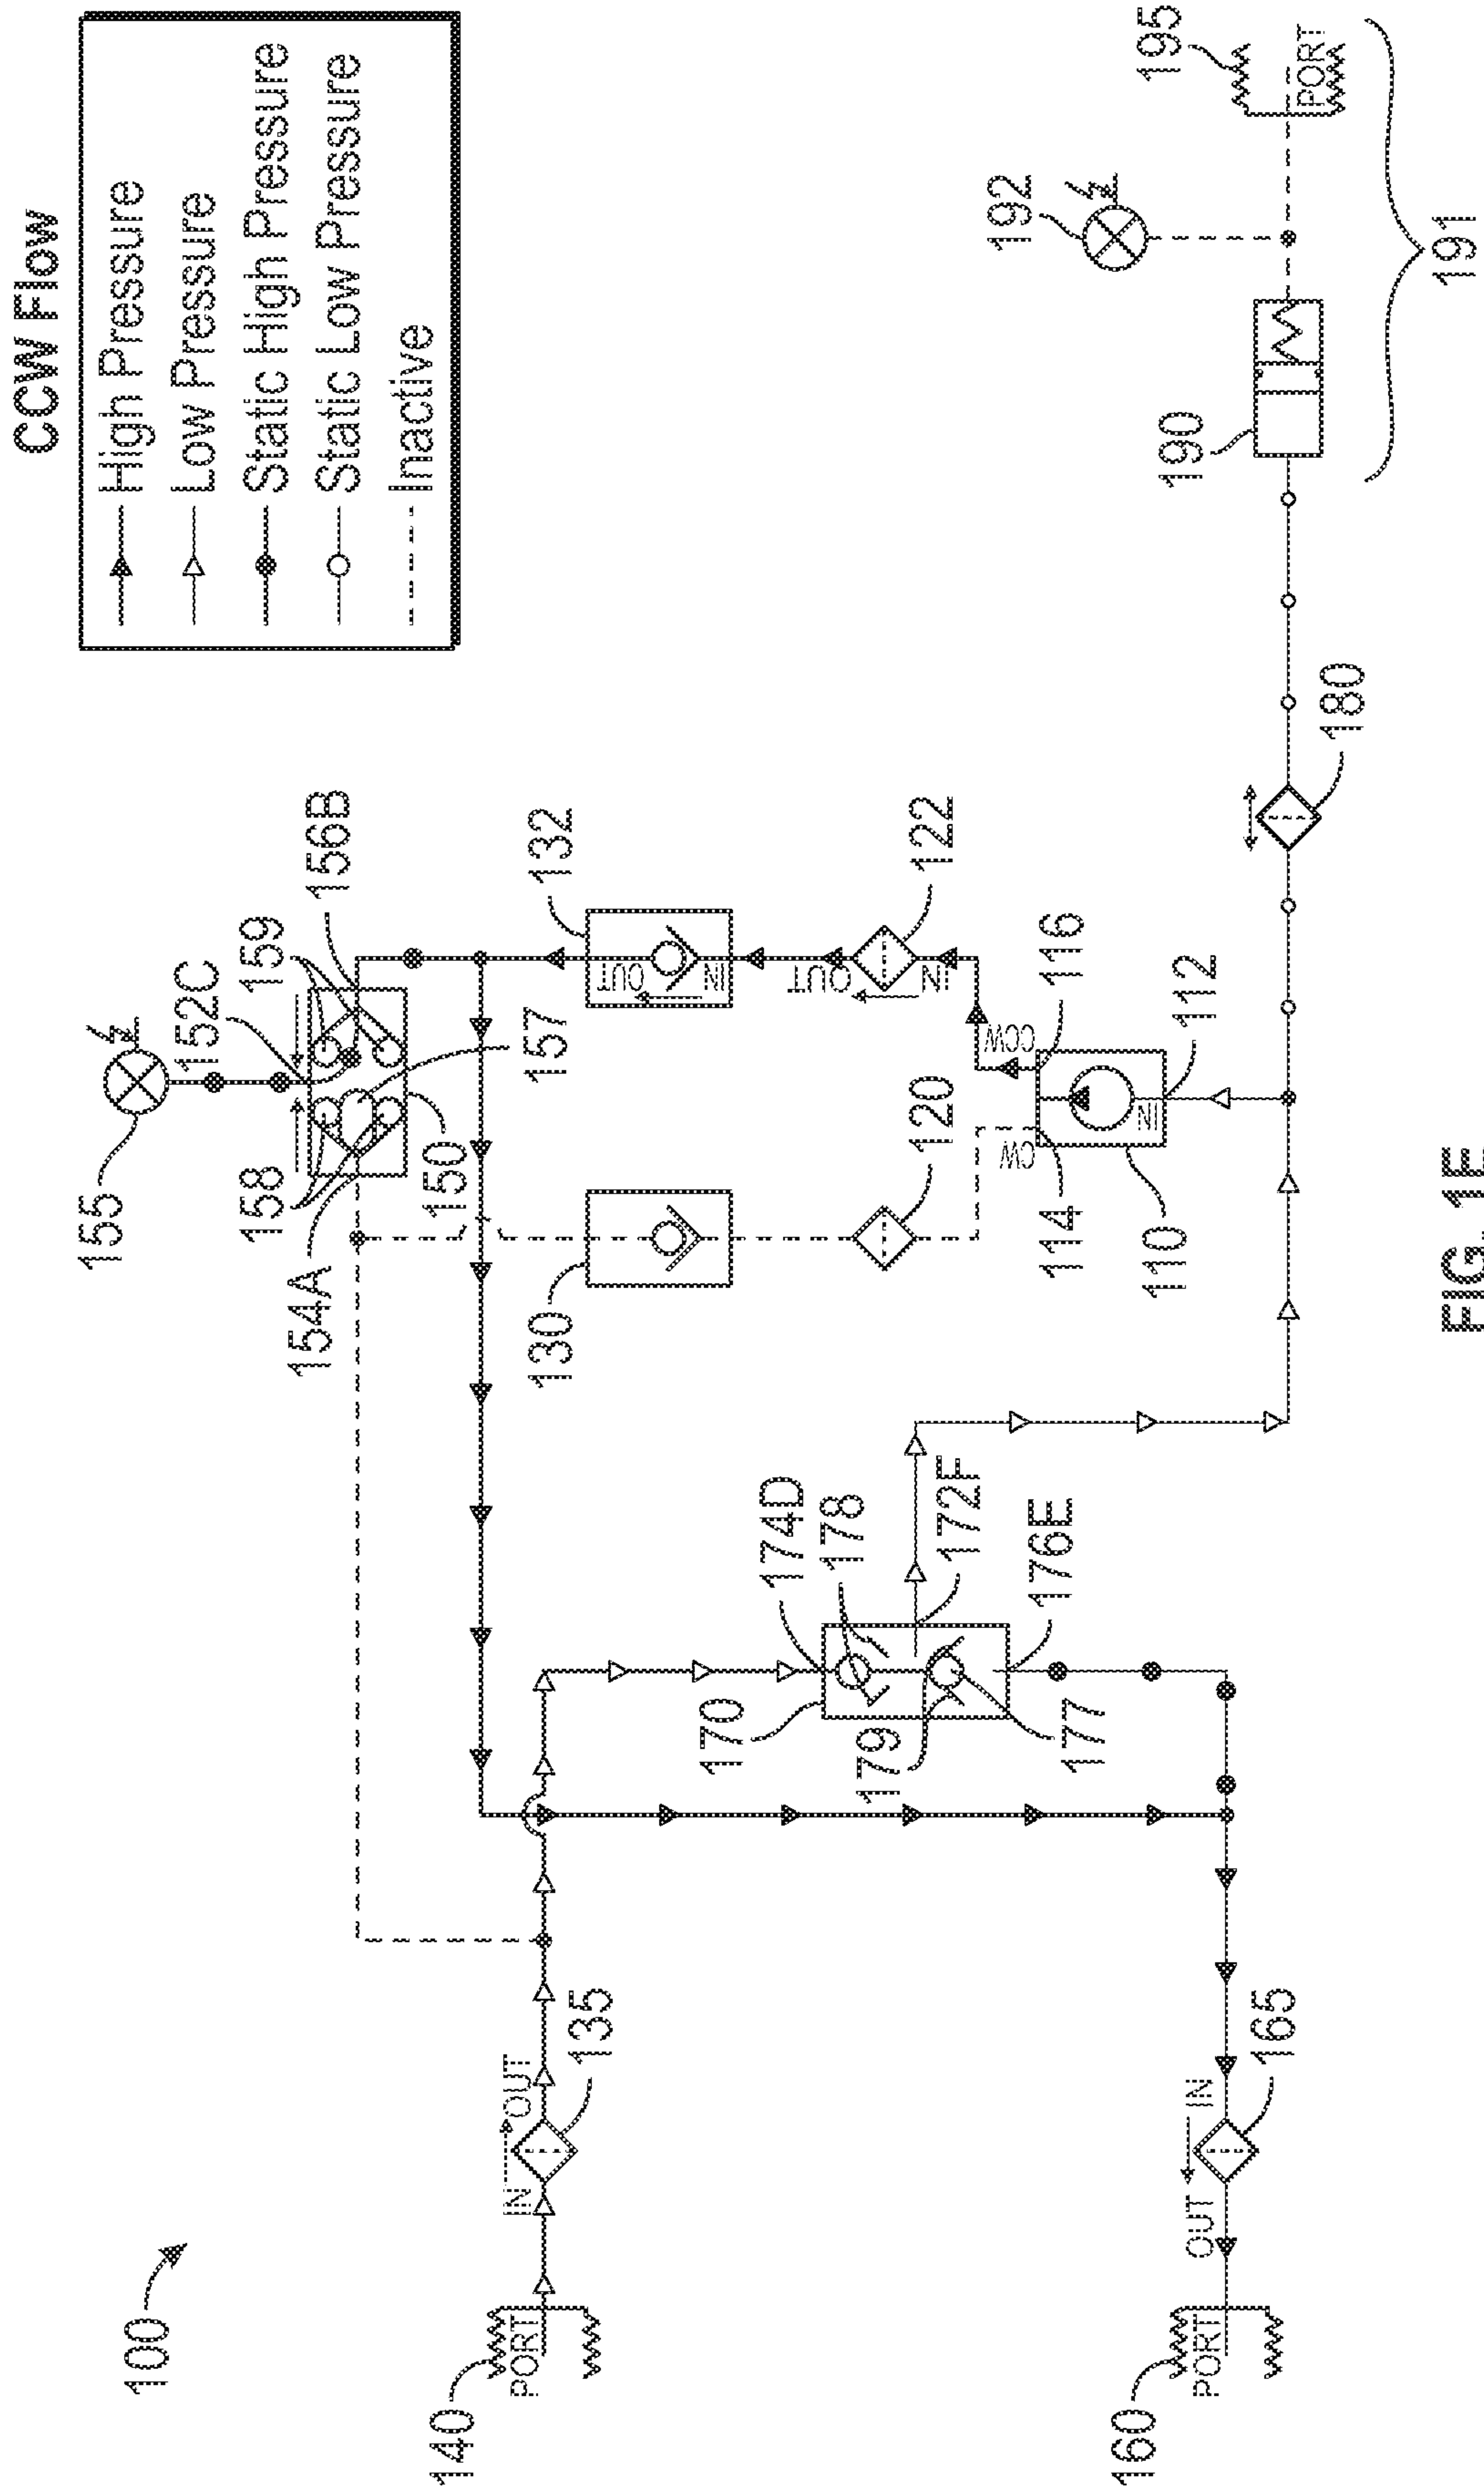 CCW Flow
High Pressure
Low Pressure
Static High Pressure
Static Low Pressure
Inactive
100
155
152C
159
156B
158
157
154A
150
130
132
120
122
OUT
IN
OUT
IN
CW
CCW
114
116
110
IN
112
140
PORT
IN
OUT
135
170
174D
178
172F
176E
179
177
160
PORT
OUT
IN
165
180
190
192
195
PORT
191
FIG. 1E